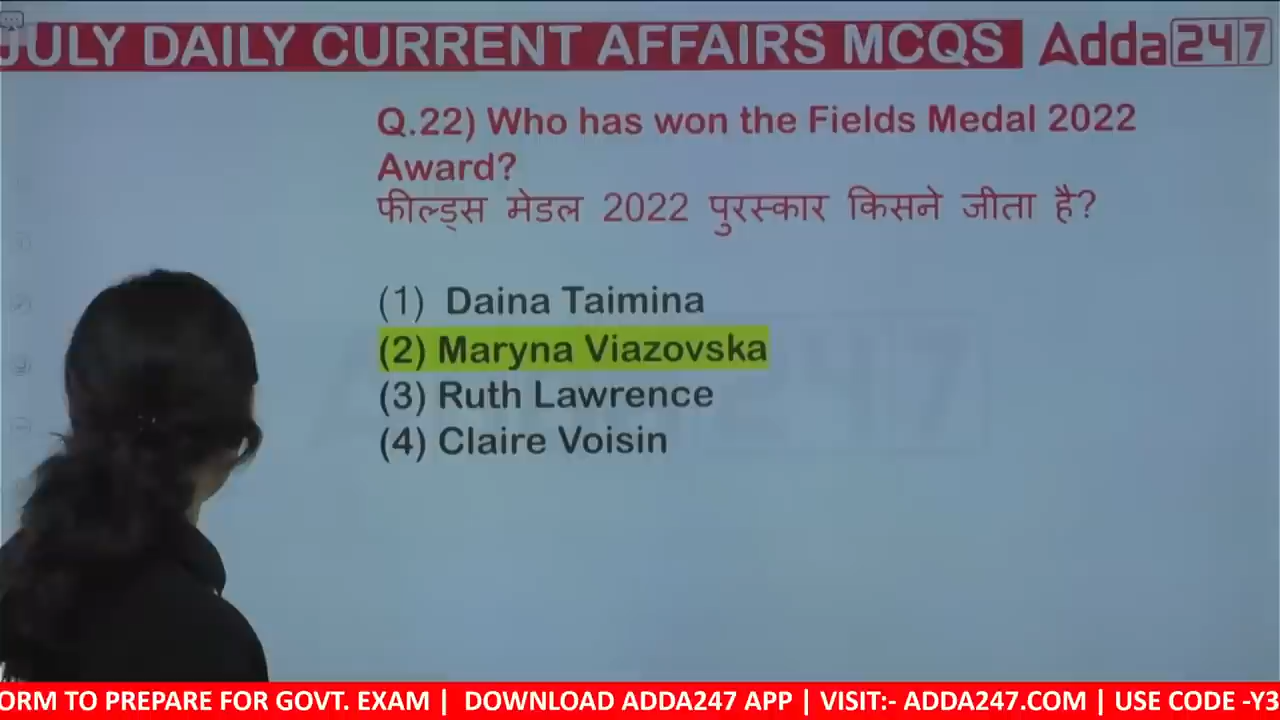 JULY DAILY CURRENT AFFAIRS MCQS
Adda247
Q.22) Who has won the Fields Medal 2022
Award?
फील्ड्स मेडल 2022 पुरस्कार किसने जीता है?
(1) Daina Taimina
(2) Maryna Viazovska
(3) Ruth Lawrence
(4) Claire Voisin
Adda247
ORM TO PREPARE FOR GOVT. EXAM | DOWNLOAD ADDA247 APP | VISIT:- ADDA247.COM | USE CODE -Y3